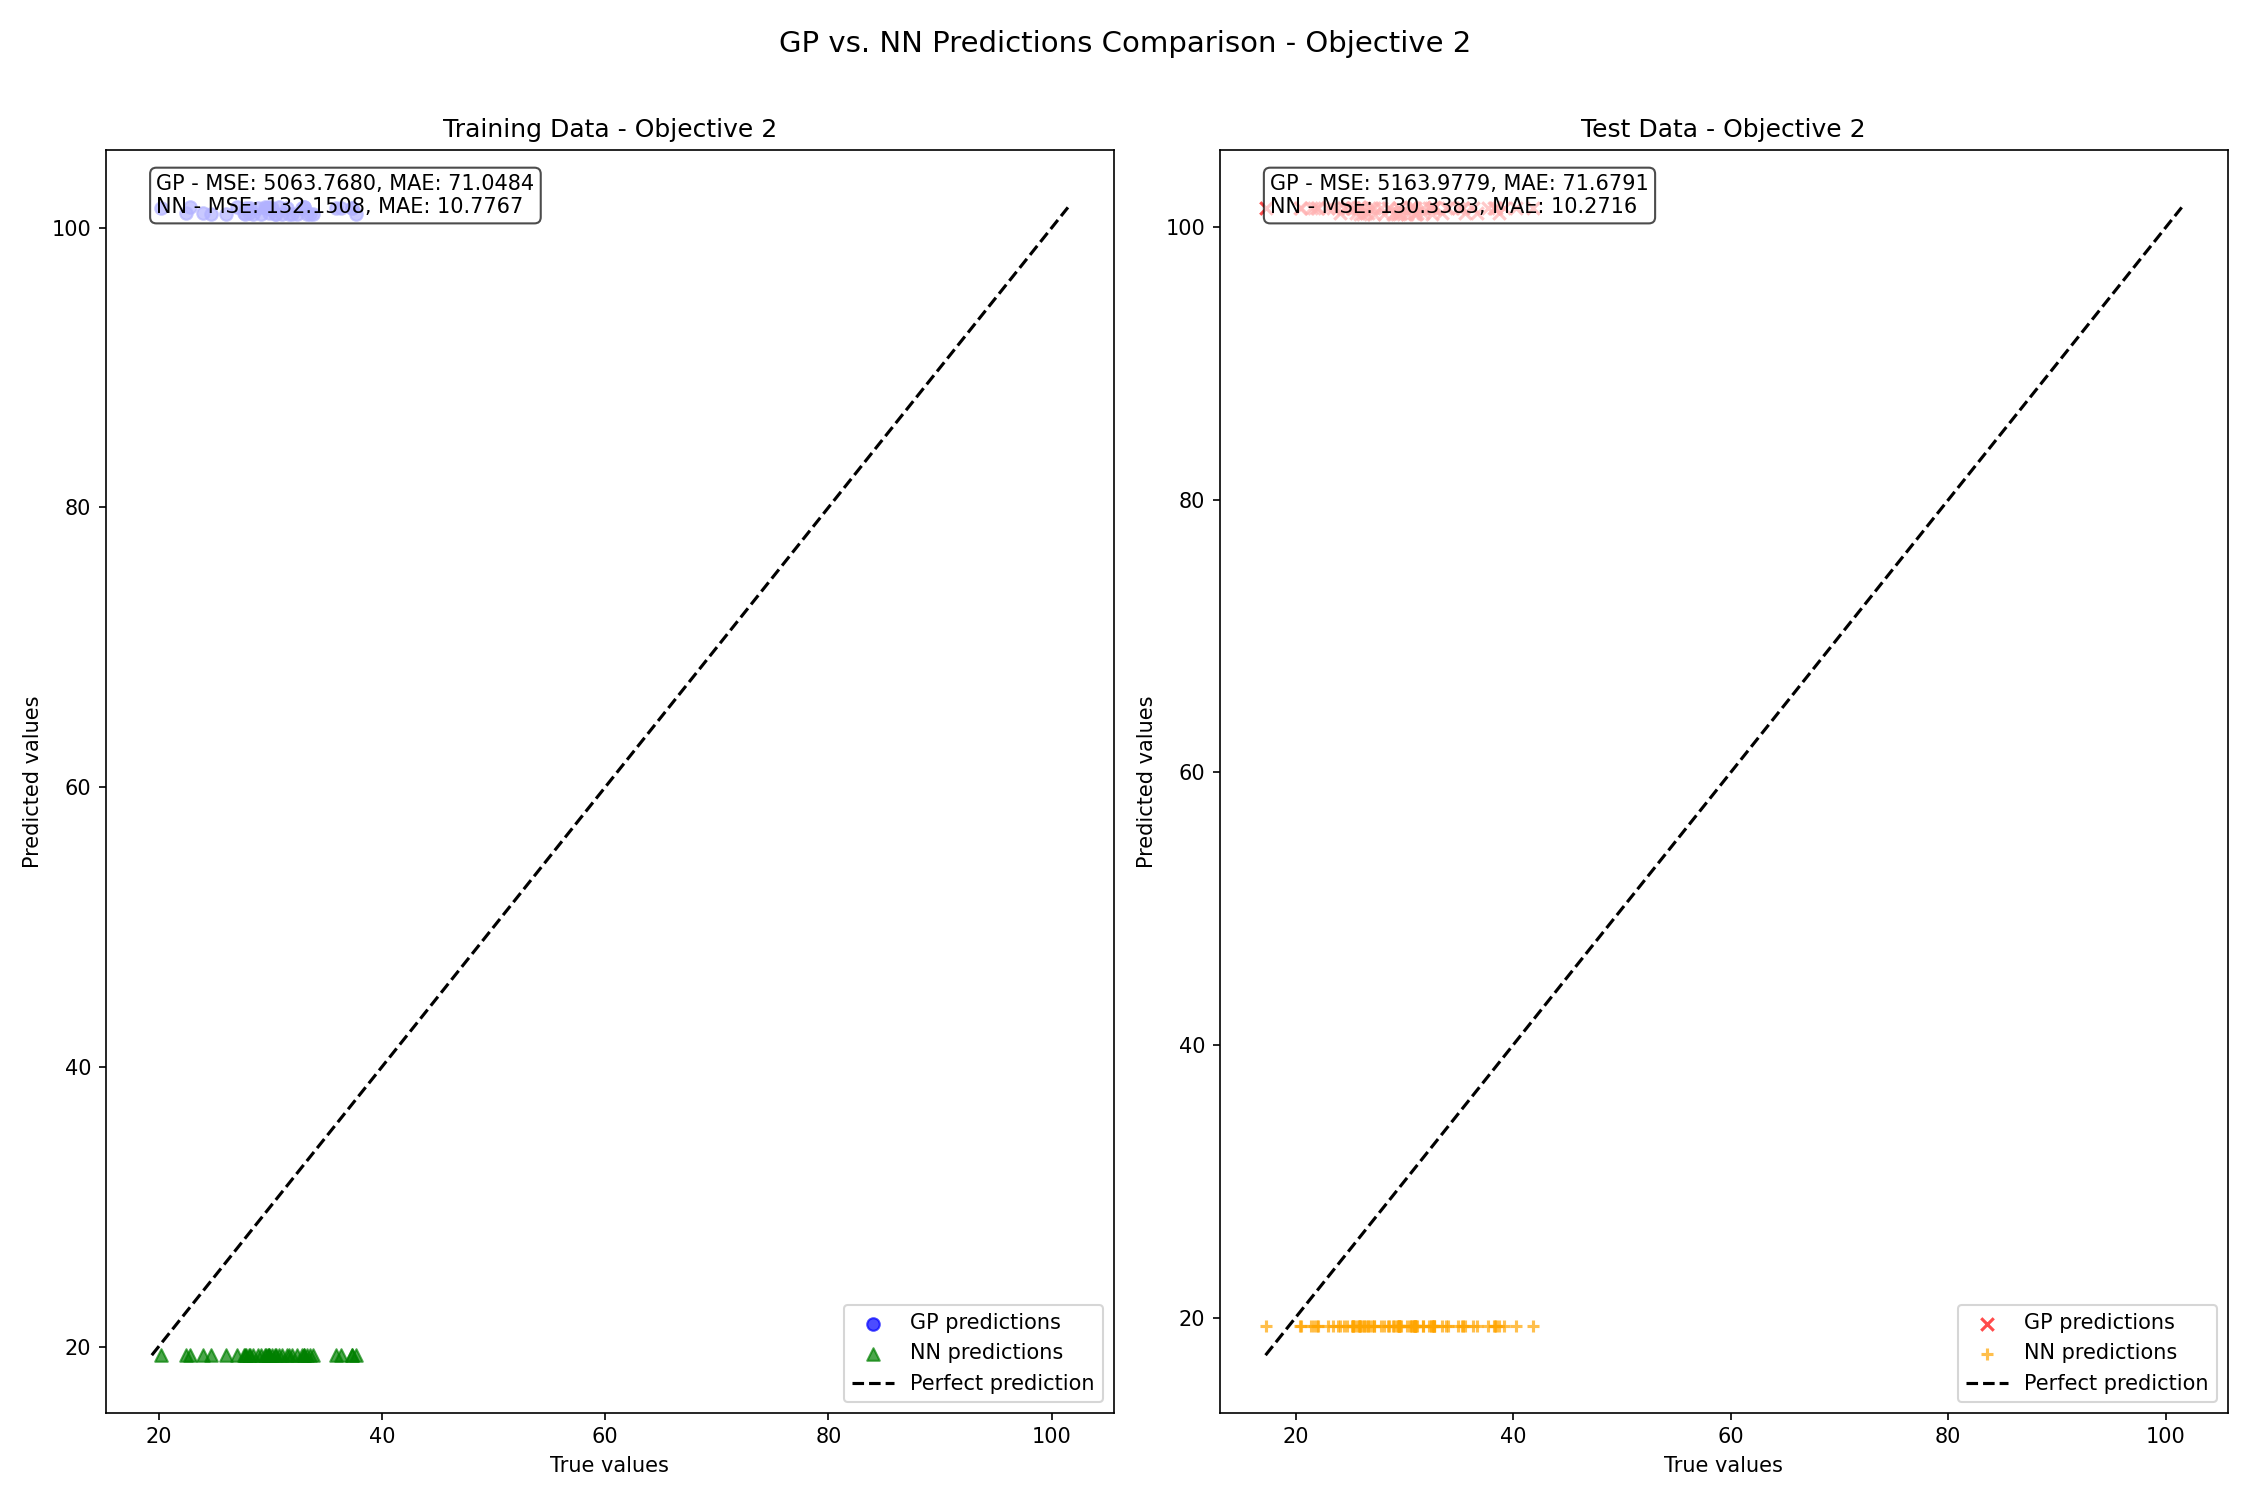 GP vs. NN Predictions Comparison - Objective 2
Training Data - Objective 2
GP - MSE: 5063.7680, MAE: 71.0484
NN - MSE: 132.1508, MAE: 10.7767
100
80
60
40
20
Predicted values
20 40 60 80 100
True values
GP predictions
NN predictions
Perfect prediction
Test Data - Objective 2
GP - MSE: 5163.9779, MAE: 71.6791
NN - MSE: 130.3383, MAE: 10.2716
100
80
60
40
20
Predicted values
20 40 60 80 100
True values
GP predictions
NN predictions
Perfect prediction